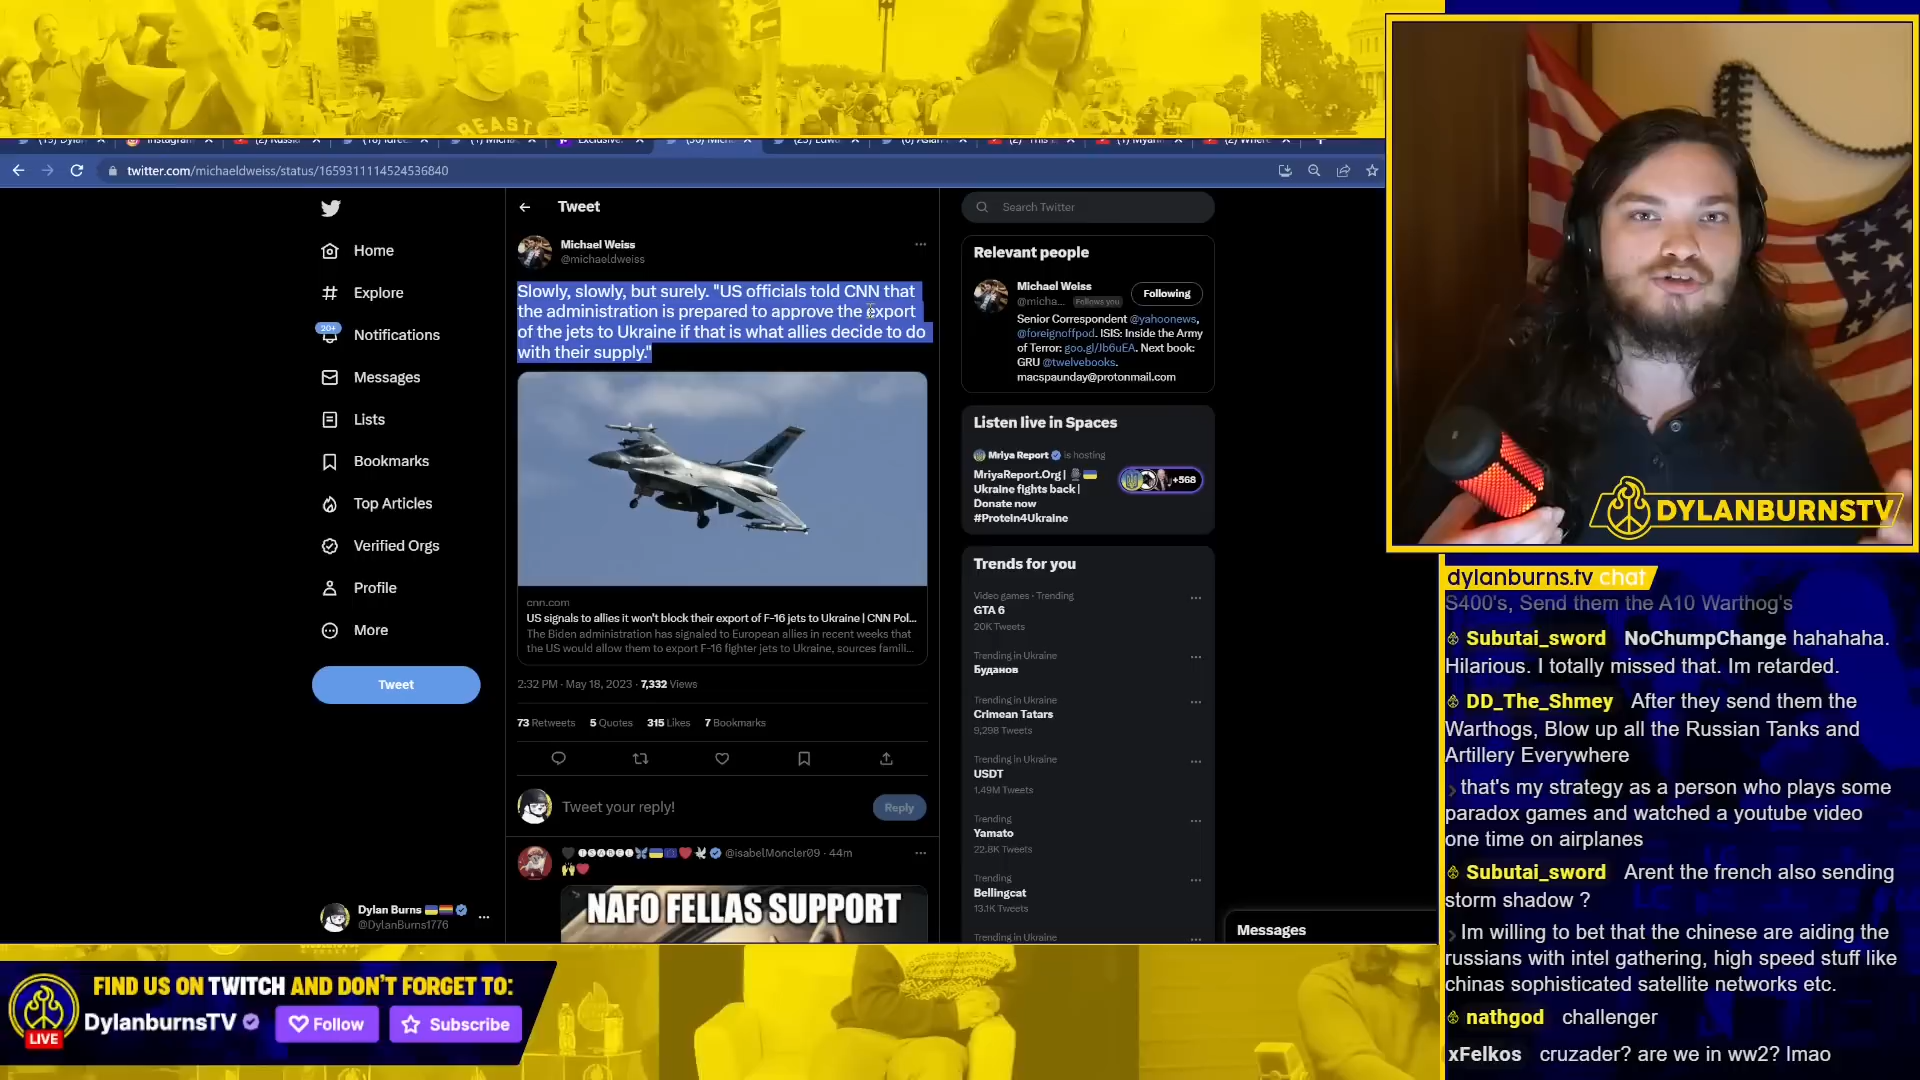 BEAST
twitter.com/michaeldweiss/status/1659311114524536840
Home
Explore
20+
Notifications
Messages
Lists
Bookmarks
Top Articles
Verified Orgs
Profile
More
Tweet
Dylan Burns
@DylanBurns1776
Tweet
Michael Weiss
@michaeldweiss
Slowly, slowly, but surely. "US officials told CNN that
the administration is prepared to approve the export
of the jets to Ukraine if that is what allies decide to do
with their supply."
cnn.com
US signals to allies it won't block their export of F-16 jets to Ukraine | CNN Pol...
The Biden administration has signaled to European allies in recent weeks that
the US would allow them to export F-16 fighter jets to Ukraine, sources famili...
2:32 PM · May 18, 2023 · 7,332 Views
73 Retweets 5 Quotes 315 Likes 7 Bookmarks
Tweet your reply!
Reply
@isabelMoncler09 · 44m
NAFO FELLAS SUPPORT
Search Twitter
Relevant people
Michael Weiss
@micha... Follows you
Following
Senior Correspondent @yahoonews,
@foreignoffpod. ISIS: Inside the Army
of Terror: goo.gl/Jb6uEA. Next book:
GRU @twelvebooks.
macspaunday@protonmail.com
Listen live in Spaces
Mriya Report is hosting
MriyaReport.Org |
Ukraine fights back |
Donate now
#Protein4Ukraine
+568
Trends for you
Video games · Trending
GTA 6
20K Tweets
Trending in Ukraine
Буданов
Trending in Ukraine
Crimean Tatars
9,298 Tweets
Trending in Ukraine
USDT
1.49M Tweets
Trending
Yamato
22.8K Tweets
Trending
Bellingcat
13.1K Tweets
Trending in Ukraine
Messages
DYLANBURNSTV
dylanburns.tv chat
S400's, Send them the A10 Warthog's
Subutai_sword NoChumpChange hahahaha.
Hilarious. I totally missed that. Im retarded.
DD_The_Shmey After they send them the
Warthogs, Blow up all the Russian Tanks and
Artillery Everywhere
that's my strategy as a person who plays some
paradox games and watched a youtube video
one time on airplanes
Subutai_sword Arent the french also sending
storm shadow ?
Im willing to bet that the chinese are aiding the
russians with intel gathering, high speed stuff like
chinas sophisticated satellite networks etc.
nathgod challenger
xFelkos cruzader? are we in ww2? lmao
FIND US ON TWITCH AND DON'T FORGET TO:
DylanburnsTV
Follow
Subscribe
LIVE